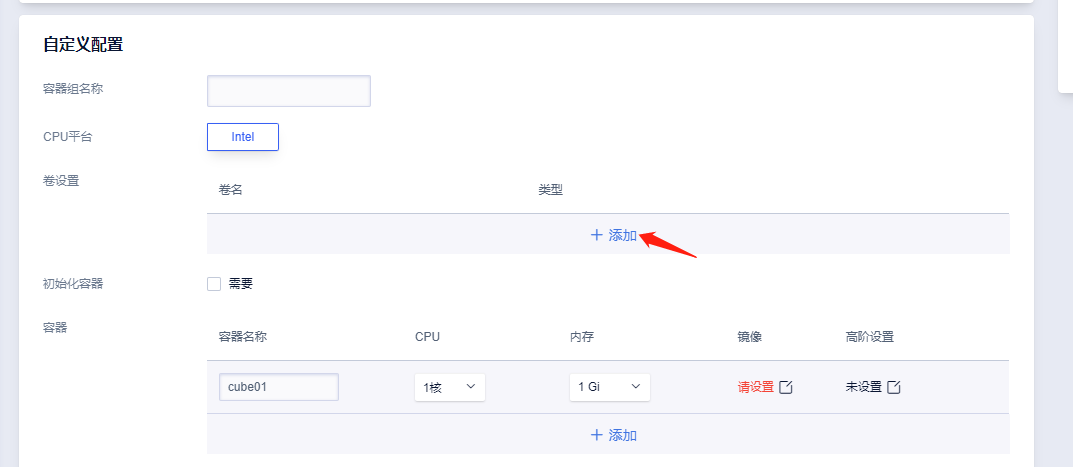 自定义配置
容器组名称
CPU平台 Intel
卷设置 卷名 类型
+ 添加
初始化容器 需要
容器 容器名称 CPU 内存 镜像 高阶设置
cube01 1核 1 Gi 请设置 未设置
+ 添加